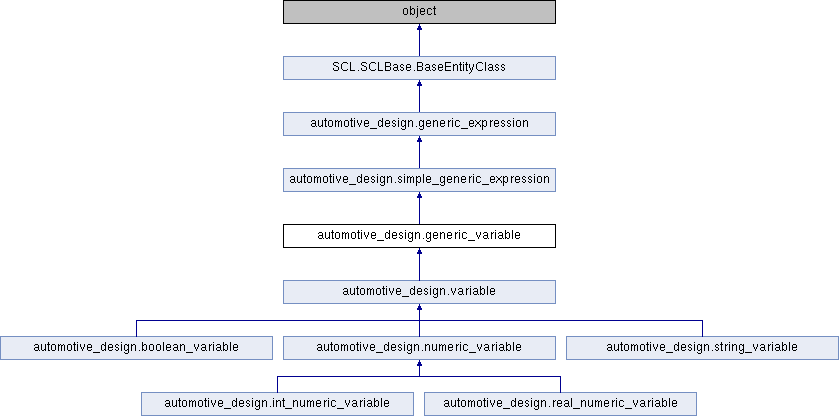 object
SCL.SCLBase.BaseEntityClass
automotive_design.generic_expression
automotive_design.simple_generic_expression
automotive_design.generic_variable
automotive_design.variable
automotive_design.boolean_variable
automotive_design.numeric_variable
automotive_design.string_variable
automotive_design.int_numeric_variable
automotive_design.real_numeric_variable